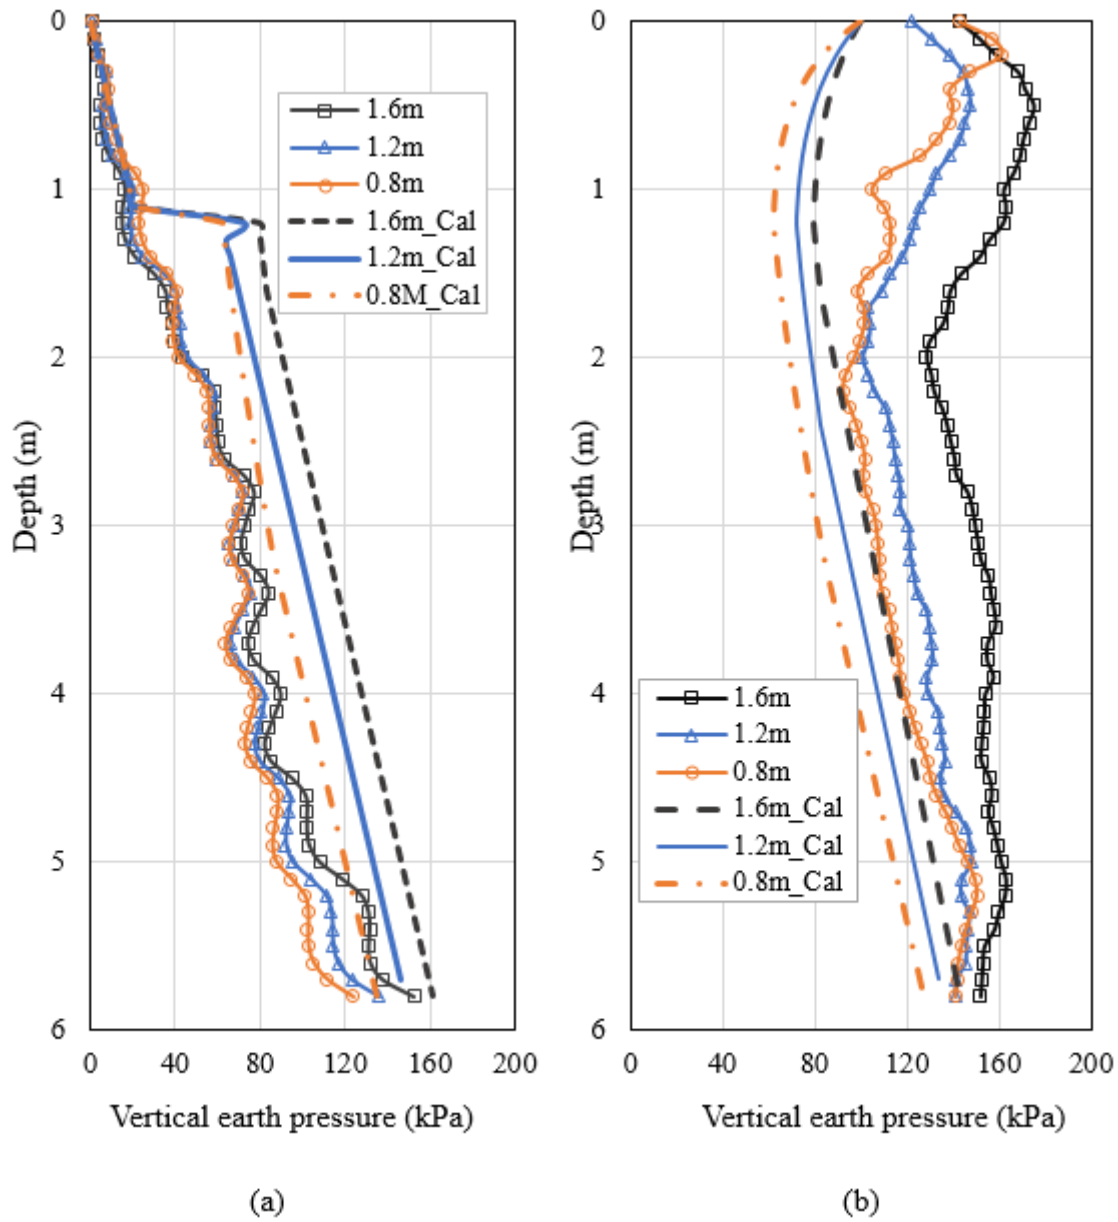 0
1
2
3
4
5
6
Depth (m)
1.6m
1.2m
0.8m
1.6m_Cal
1.2m_Cal
0.8M_Cal
0 40 80 120 160 200
Vertical earth pressure (kPa)
(a)
0
1
2
3
4
5
6
Depth (m)
1.6m
1.2m
0.8m
1.6m_Cal
1.2m_Cal
0.8m_Cal
0 40 80 120 160 200
Vertical earth pressure (kPa)
(b)